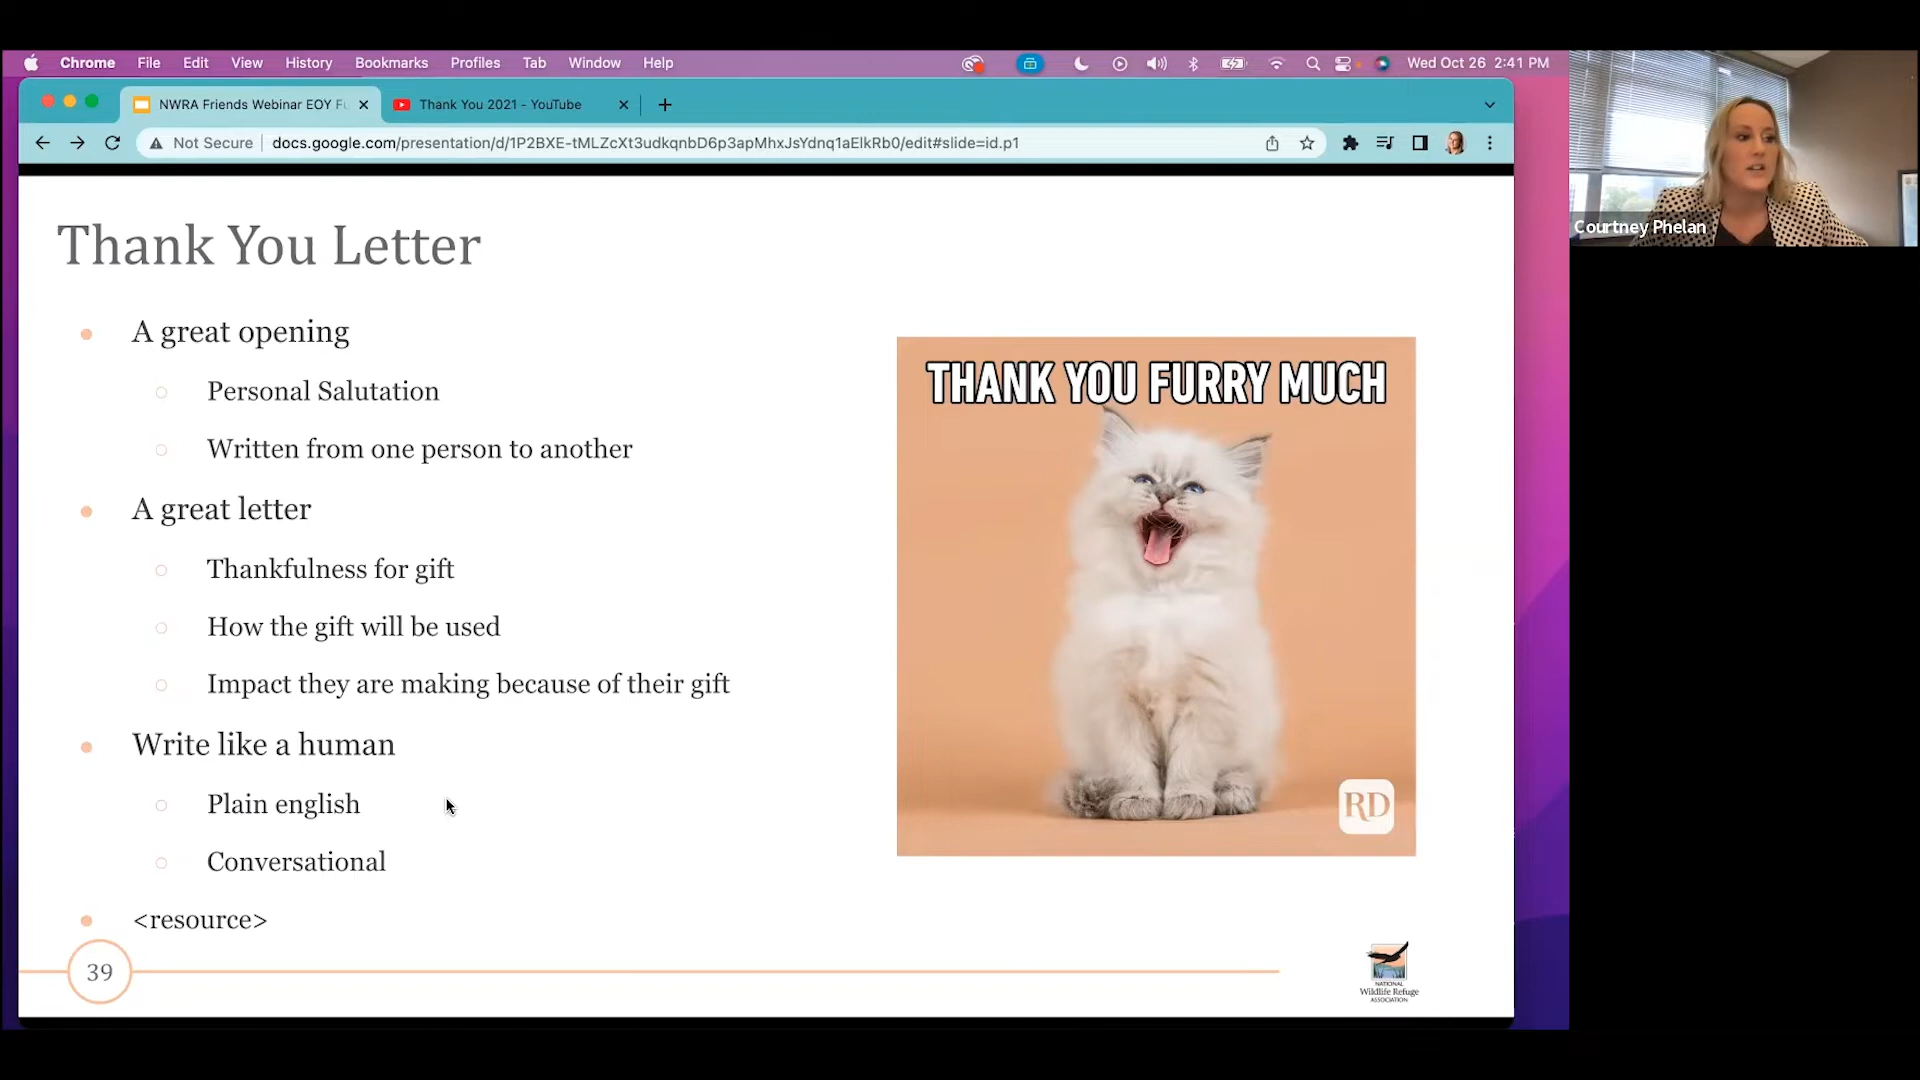 Chrome File Edit View History Bookmarks Profiles Tab Window Help Wed Oct 26 2:41 PM
NWRA Friends Webinar EOY Fu Thank You 2021 - YouTube
Not Secure docs.google.com/presentation/d/1P2BXE-tMLZcXt3udkqnbD6p3apMhxJsYdnq1aElkRb0/edit#slide=id.p1
Courtney Phelan
Thank You Letter
A great opening
Personal Salutation
Written from one person to another
A great letter
Thankfulness for gift
How the gift will be used
Impact they are making because of their gift
Write like a human
Plain english
Conversational
<resource>
THANK YOU FURRY MUCH
RD
39
NATIONAL
Wildlife Refuge
ASSOCIATION